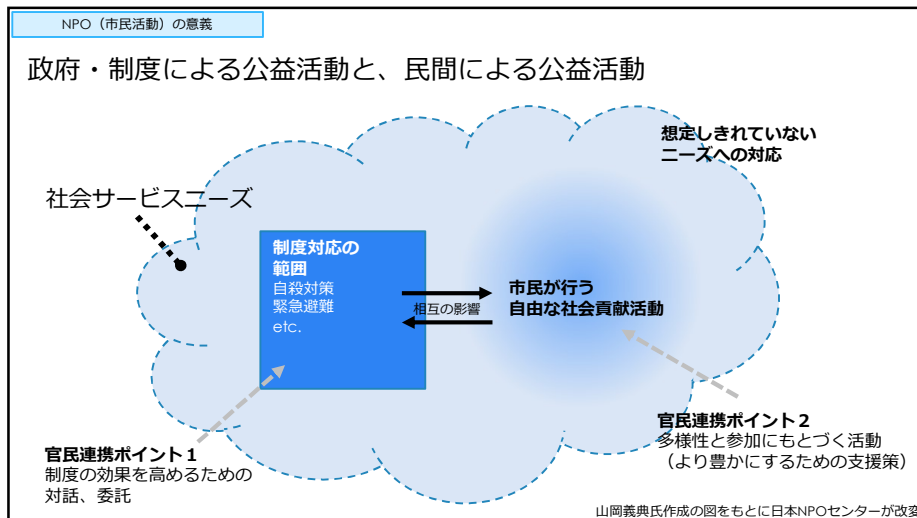 NPO（市民活動）の意義
政府・制度による公益活動と、民間による公益活動
想定しきれていない
ニーズへの対応
社会サービスニーズ
制度対応の
範囲
自殺対策
緊急避難
etc.
相互の影響
市民が行う
自由な社会貢献活動
官民連携ポイント１
制度の効果を高めるための
対話、委託
官民連携ポイント２
多様性と参加にもとづく活動
（より豊かにするための支援策）
山岡義典氏作成の図をもとに日本NPOセンターが改変